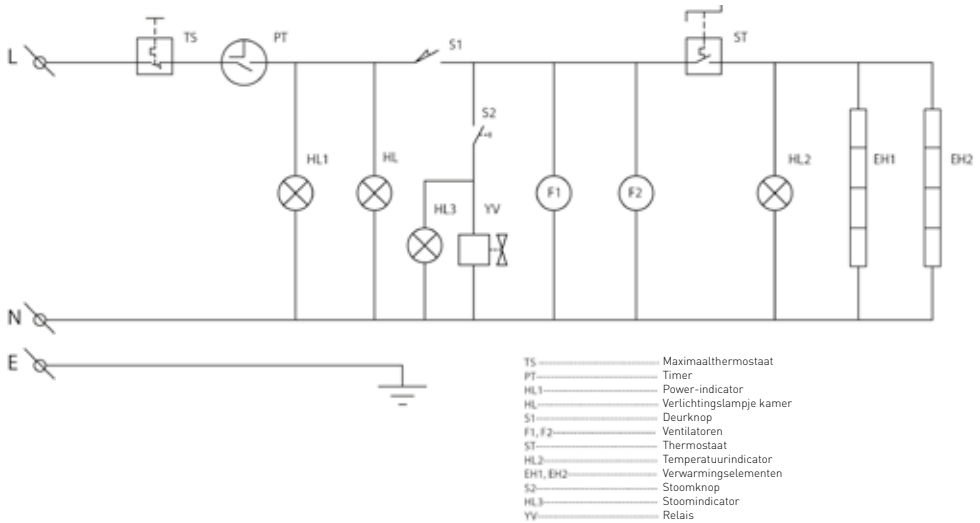 TS
PT
S1
ST
L
S2
HL1
HL
HL2
EH1
EH2
F1
F2
HL3
YV
N
E
TS Maximaalthermostaat
PT Timer
HL1 Power-indicator
HL Verlichtingslampje kamer
S1 Deurknop
F1, F2 Ventilatoren
ST Thermostaat
HL2 Temperatuurindicator
EH1, EH2 Verwarmingselementen
S2 Stoomknop
HL3 Stoomindicator
YV Relais